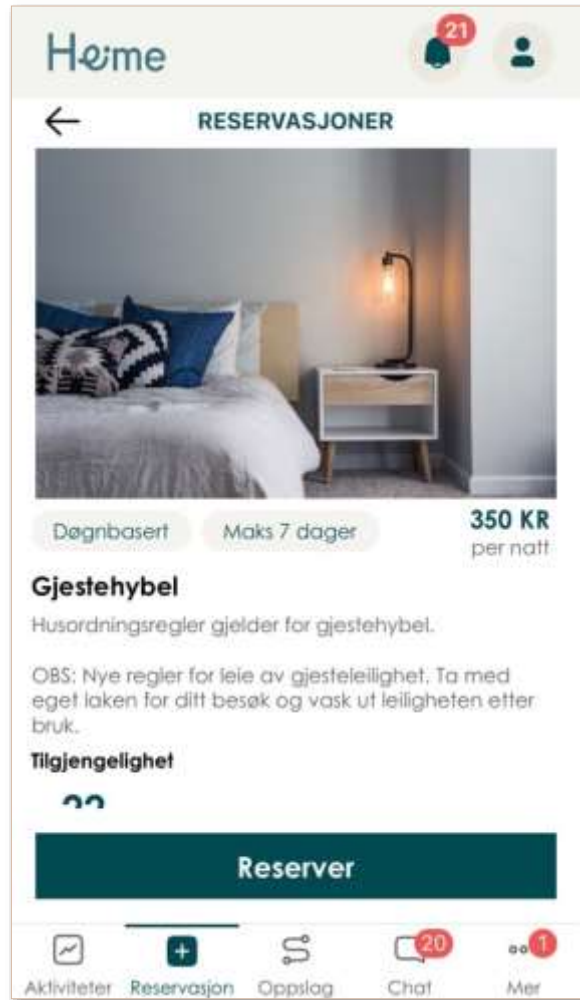 Heime
21
RESERVASJONER
Døgnbasert Maks 7 dager 350 KR
per natt
Gjestehybel
Husordningsregler gjelder for gjestehybel.
OBS: Nye regler for leie av gjesteleilighet. Ta med
eget laken for ditt besøk og vask ut leiligheten etter
bruk.
Tilgjengelighet
Reserver
20 1
Aktiviteter Reservasjon Oppslag Chat Mer